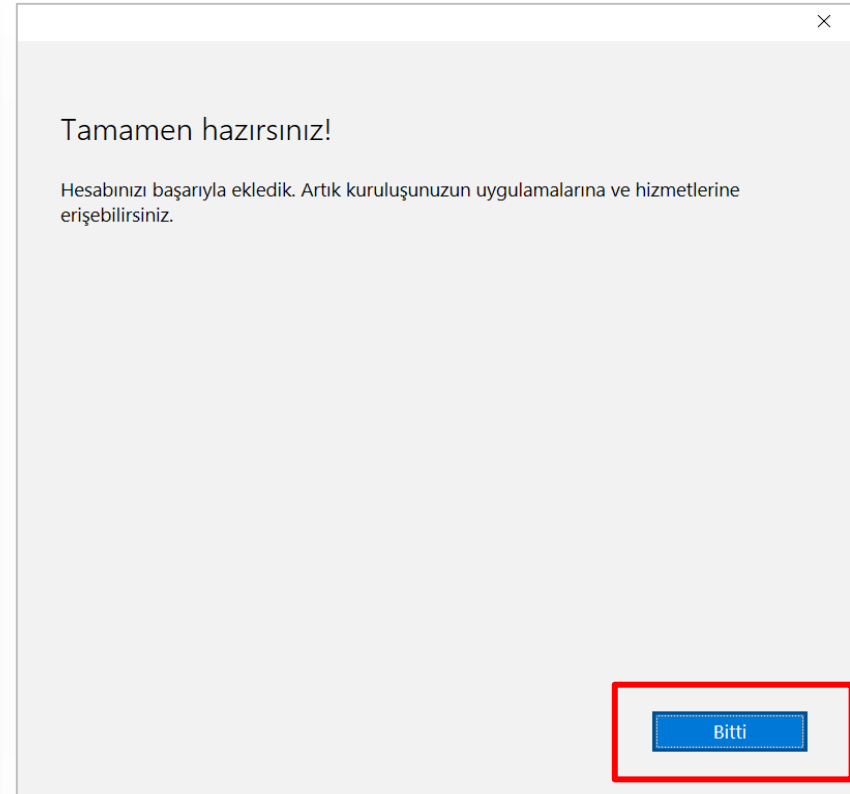 Tamamen hazırsınız!
Hesabınızı başarıyla ekledik. Artık kuruluşunuzun uygulamalarına ve hizmetlerine
erişebilirsiniz.
Bitti